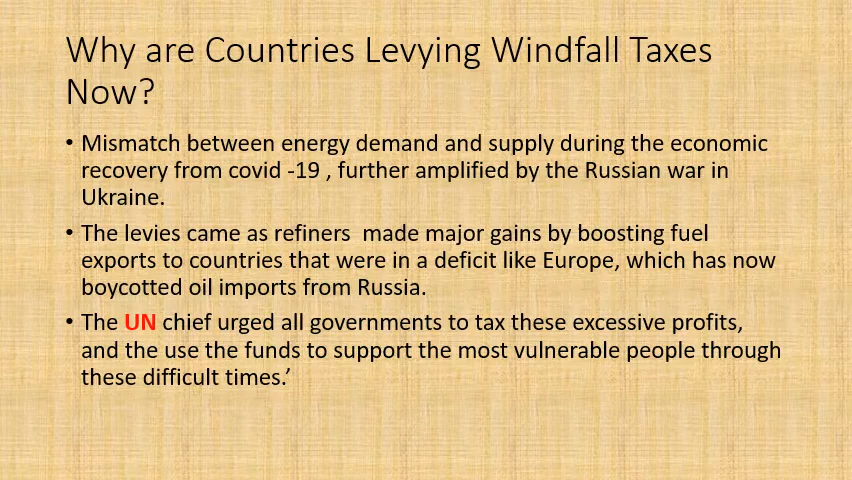 Why are Countries Levying Windfall Taxes
Now?
• Mismatch between energy demand and supply during the economic
recovery from covid -19 , further amplified by the Russian war in
Ukraine.
• The levies came as refiners  made major gains by boosting fuel
exports to countries that were in a deficit like Europe, which has now
boycotted oil imports from Russia.
• The UN chief urged all governments to tax these excessive profits,
and the use the funds to support the most vulnerable people through
these difficult times.’